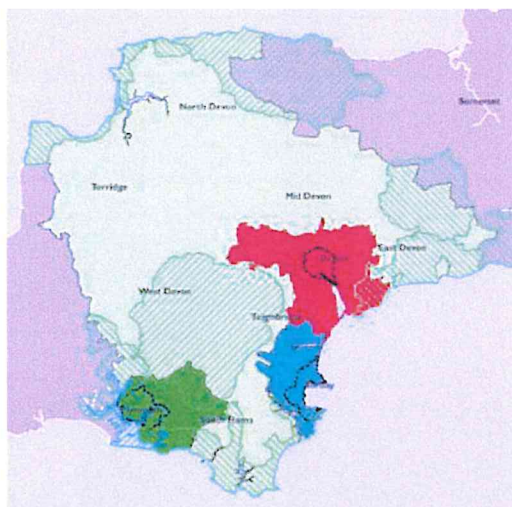 North Devon
Somerset
Torridge
Mid Devon
East Devon
West Devon
Teignbridge
South Hams